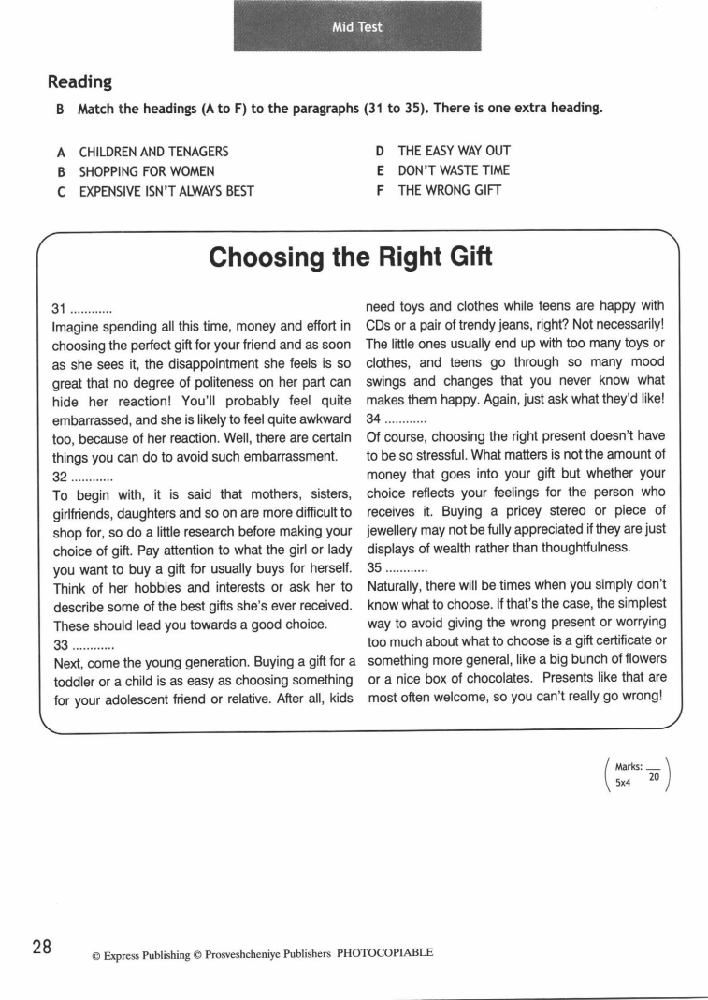 Mid Test
Reading
B Match the headings (A to F) to the paragraphs (31 to 35). There is one extra heading.
A CHILDREN AND TENAGERS
B SHOPPING FOR WOMEN
C EXPENSIVE ISN'T ALWAYS BEST
D THE EASY WAY OUT
E DON'T WASTE TIME
F THE WRONG GIFT
Choosing the Right Gift
31 ............
Imagine spending all this time, money and effort in
choosing the perfect gift for your friend and as soon
as she sees it, the disappointment she feels is so
great that no degree of politeness on her part can
hide her reaction! You'll probably feel quite
embarrassed, and she is likely to feel quite awkward
too, because of her reaction. Well, there are certain
things you can do to avoid such embarrassment.
32 ............
To begin with, it is said that mothers, sisters,
girlfriends, daughters and so on are more difficult to
shop for, so do a little research before making your
choice of gift. Pay attention to what the girl or lady
you want to buy a gift for usually buys for herself.
Think of her hobbies and interests or ask her to
describe some of the best gifts she's ever received.
These should lead you towards a good choice.
33 ............
Next, come the young generation. Buying a gift for a
toddler or a child is as easy as choosing something
for your adolescent friend or relative. After all, kids
need toys and clothes while teens are happy with
CDs or a pair of trendy jeans, right? Not necessarily!
The little ones usually end up with too many toys or
clothes, and teens go through so many mood
swings and changes that you never know what
makes them happy. Again, just ask what they'd like!
34 ............
Of course, choosing the right present doesn't have
to be so stressful. What matters is not the amount of
money that goes into your gift but whether your
choice reflects your feelings for the person who
receives it. Buying a pricey stereo or piece of
jewellery may not be fully appreciated if they are just
displays of wealth rather than thoughtfulness.
35 ............
Naturally, there will be times when you simply don't
know what to choose. If that's the case, the simplest
way to avoid giving the wrong present or worrying
too much about what to choose is a gift certificate or
something more general, like a big bunch of flowers
or a nice box of chocolates. Presents like that are
most often welcome, so you can't really go wrong!
Marks: __
5x4 20
28
© Express Publishing © Prosveshcheniye Publishers PHOTOCOPIABLE